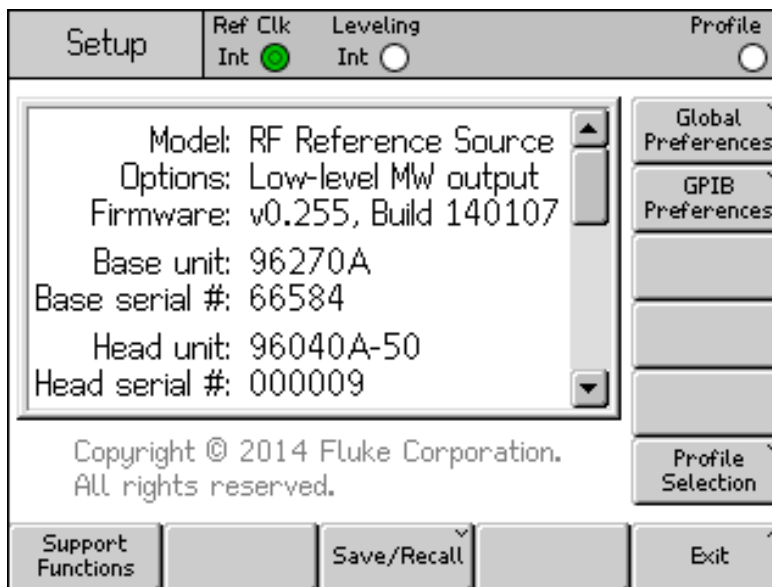 Setup
Ref Clk Leveling Profile
Int Int
Model: RF Reference Source
Options: Low-level MW output
Firmware: v0.255, Build 140107
Base unit: 96270A
Base serial #: 66584
Head unit: 96040A-50
Head serial #: 000009
Copyright © 2014 Fluke Corporation.
All rights reserved.
Global
Preferences
GPIB
Preferences
Profile
Selection
Support
Functions
Save/Recall
Exit